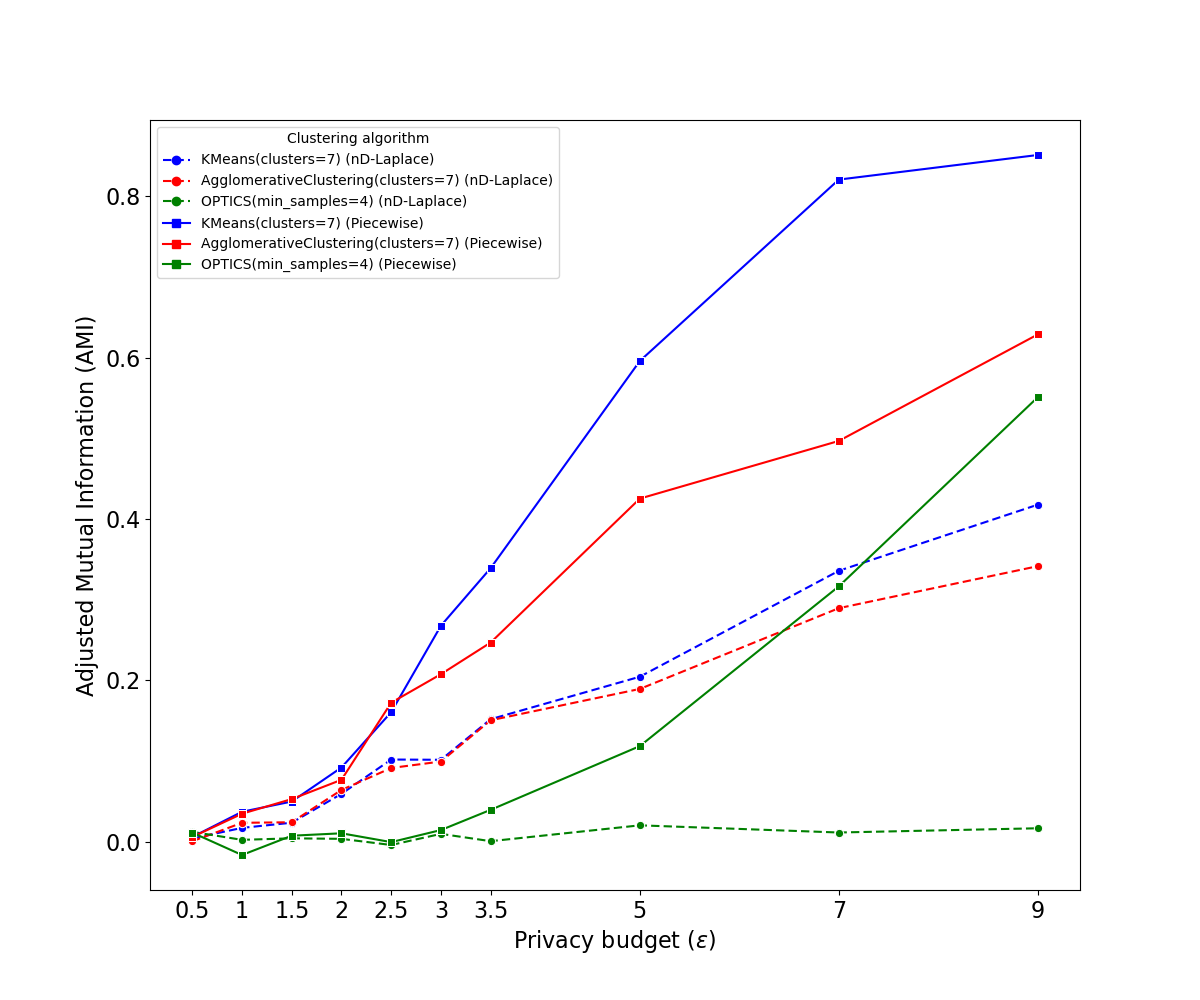 Clustering algorithm
KMeans(clusters=7) (nD-Laplace)
AgglomerativeClustering(clusters=7) (nD-Laplace)
OPTICS(min_samples=4) (nD-Laplace)
KMeans(clusters=7) (Piecewise)
AgglomerativeClustering(clusters=7) (Piecewise)
OPTICS(min_samples=4) (Piecewise)
Adjusted Mutual Information (AMI)
0.8
0.6
0.4
0.2
0.0
0.5 1 1.5 2 2.5 3 3.5 5 7 9
Privacy budget (ε)